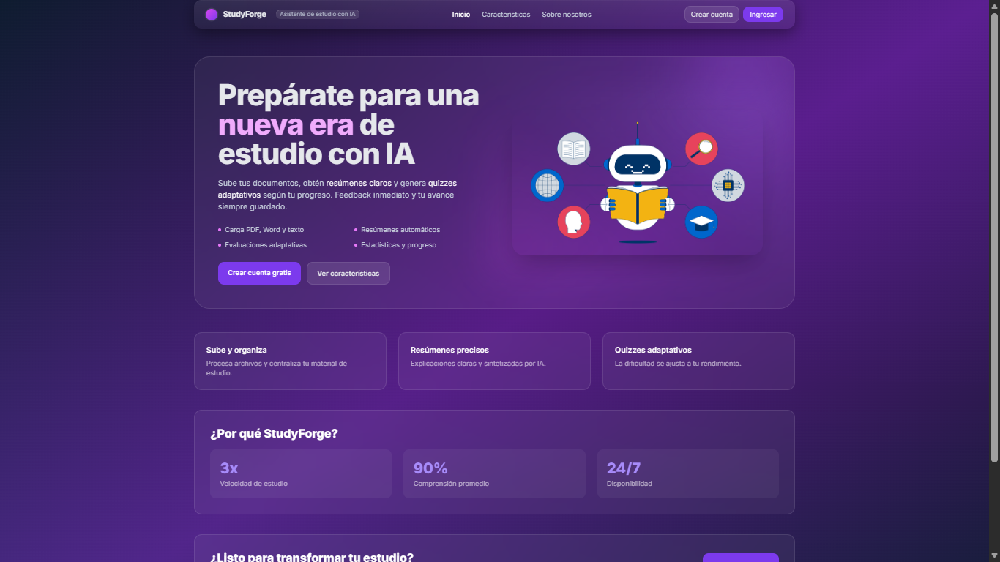 StudyForge
Asistente de estudio con IA
Inicio
Características
Sobre nosotros
Crear cuenta
Ingresar
Prepárate para una
nueva era de
estudio con IA
Sube tus documentos, obtén resúmenes claros y genera quizzes
adaptativos según tu progreso. Feedback inmediato y tu avance
siempre guardado.
Carga PDF, Word y texto
Resúmenes automáticos
Evaluaciones adaptativas
Estadísticas y progreso
Crear cuenta gratis
Ver características
Sube y organiza
Procesa archivos y centraliza tu material de
estudio.
Resúmenes precisos
Explicaciones claras y sintetizadas por IA.
Quizzes adaptativos
La dificultad se ajusta a tu rendimiento.
¿Por qué StudyForge?
3x
Velocidad de estudio
90%
Comprensión promedio
24/7
Disponibilidad
¿Listo para transformar tu estudio?